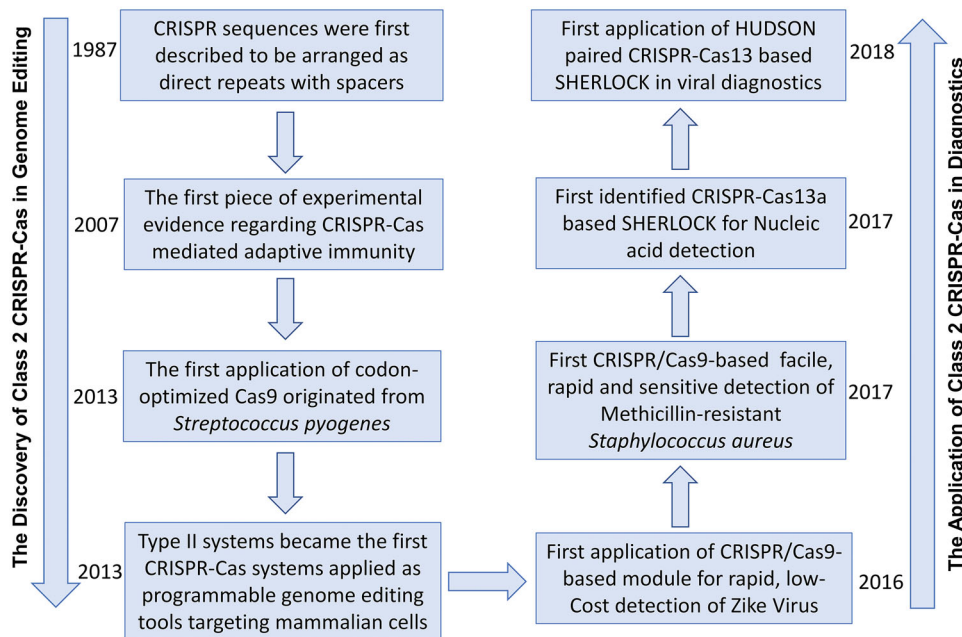 The Discovery of Class 2 CRISPR-Cas in Genome Editing
1987
CRISPR sequences were first
described to be arranged as
direct repeats with spacers
2007
The first piece of experimental
evidence regarding CRISPR-Cas
mediated adaptive immunity
2013
The first application of codon-
optimized Cas9 originated from
Streptococcus pyogenes
2013
Type II systems became the first
CRISPR-Cas systems applied as
programmable genome editing
tools targeting mammalian cells
First application of CRISPR/Cas9-
based module for rapid, low-
Cost detection of Zike Virus
2016
First CRISPR/Cas9-based facile,
rapid and sensitive detection of
Methicillin-resistant
Staphylococcus aureus
2017
First identified CRISPR-Cas13a
based SHERLOCK for Nucleic
acid detection
2017
First application of HUDSON
paired CRISPR-Cas13 based
SHERLOCK in viral diagnostics
2018
The Application of Class 2 CRISPR-Cas in Diagnostics